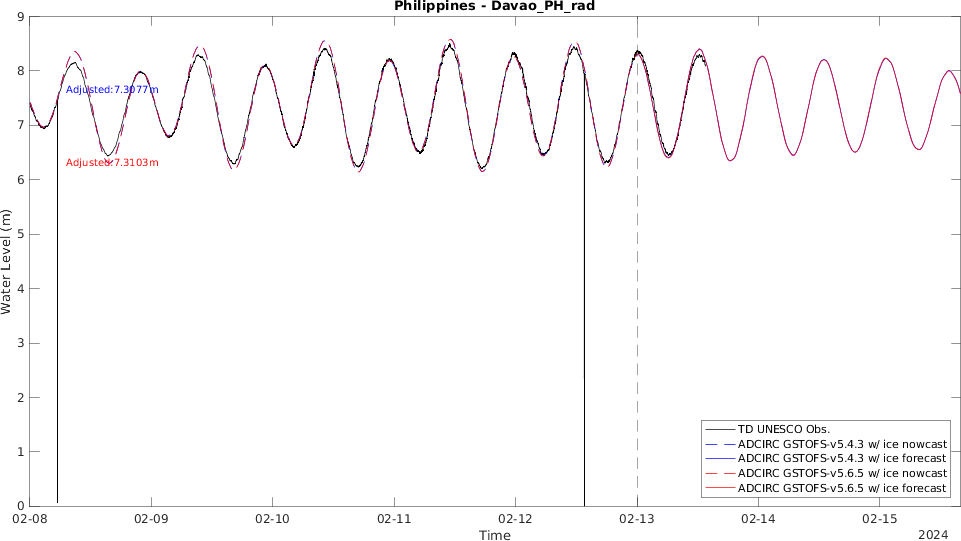 Philippines - Davao_PH_rad
9
8
7
6
5
4
3
2
1
0
Water Level (m)
Adjusted:7.3077m
Adjusted:7.3103m
TD UNESCO Obs.
ADCIRC GSTOFS-v5.4.3 w/ ice nowcast
ADCIRC GSTOFS-v5.4.3 w/ ice forecast
ADCIRC GSTOFS-v5.6.5 w/ ice nowcast
ADCIRC GSTOFS-v5.6.5 w/ ice forecast
02-08 02-09 02-10 02-11 02-12 02-13 02-14 02-15
Time
2024